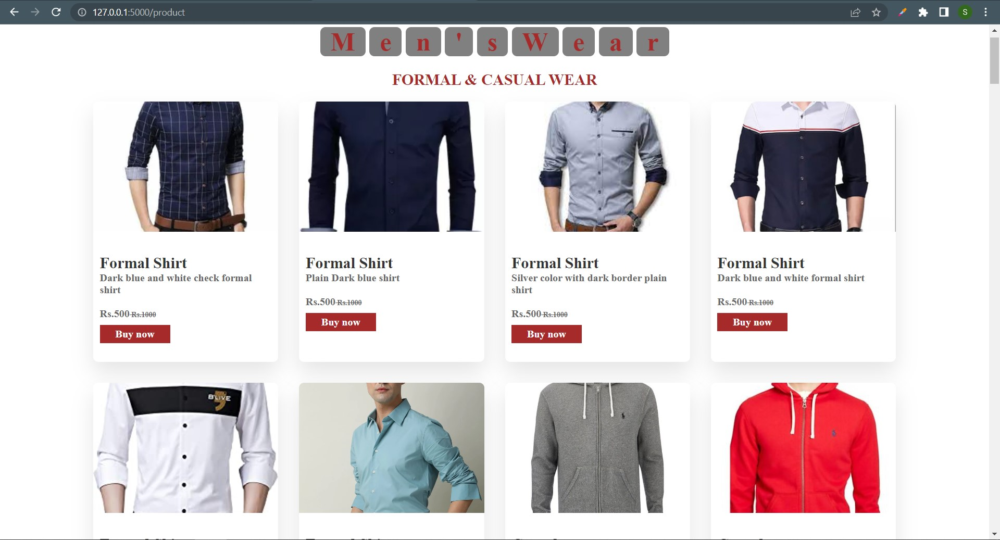 127.0.0.1:5000/product
S
Men'sWear
FORMAL & CASUAL WEAR
Formal Shirt
Dark blue and white check formal
shirt
Rs.500 Rs.1000
Buy now
Formal Shirt
Plain Dark blue shirt
Rs.500 Rs.1000
Buy now
Formal Shirt
Silver color with dark border plain
shirt
Rs.500 Rs.1000
Buy now
Formal Shirt
Dark blue and white formal shirt
Rs.500 Rs.1000
Buy now
B'LIVE